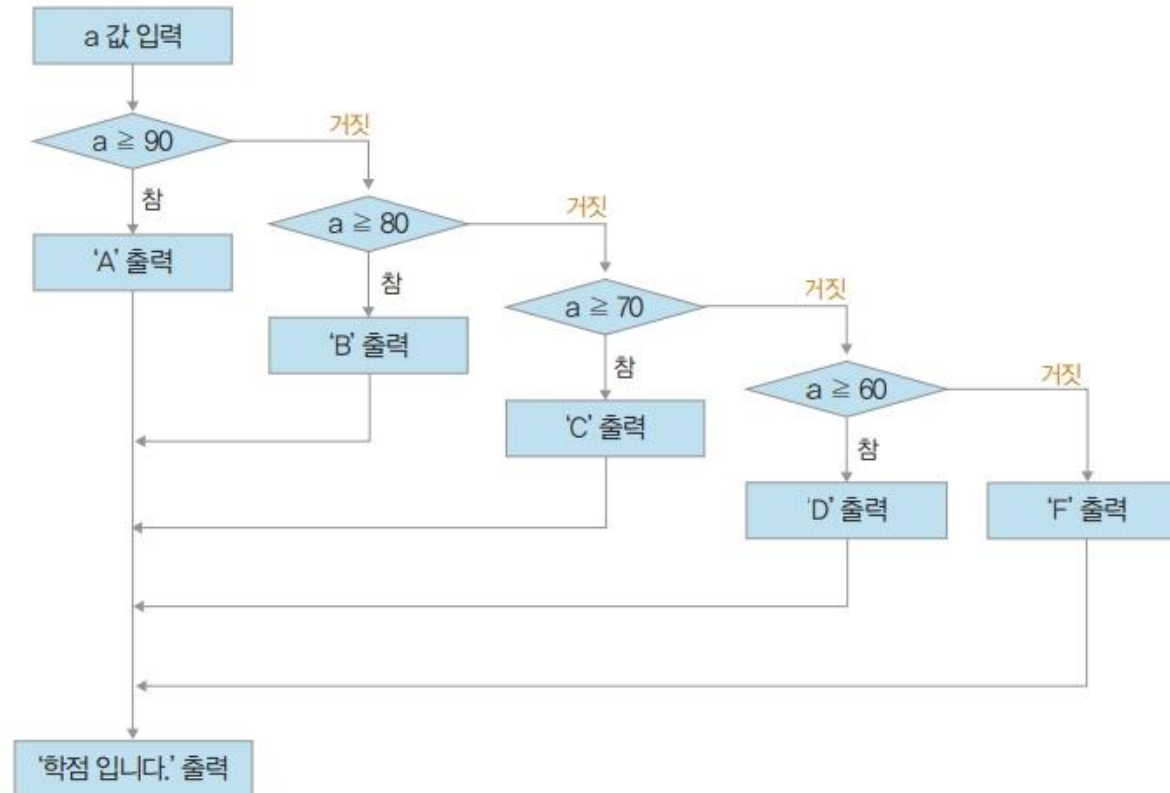 a 값 입력
a ≧ 90
거짓
참
'A' 출력
a ≧ 80
거짓
참
'B' 출력
a ≧ 70
거짓
참
'C' 출력
a ≧ 60
거짓
참
'D' 출력
'F' 출력
'학점 입니다.' 출력